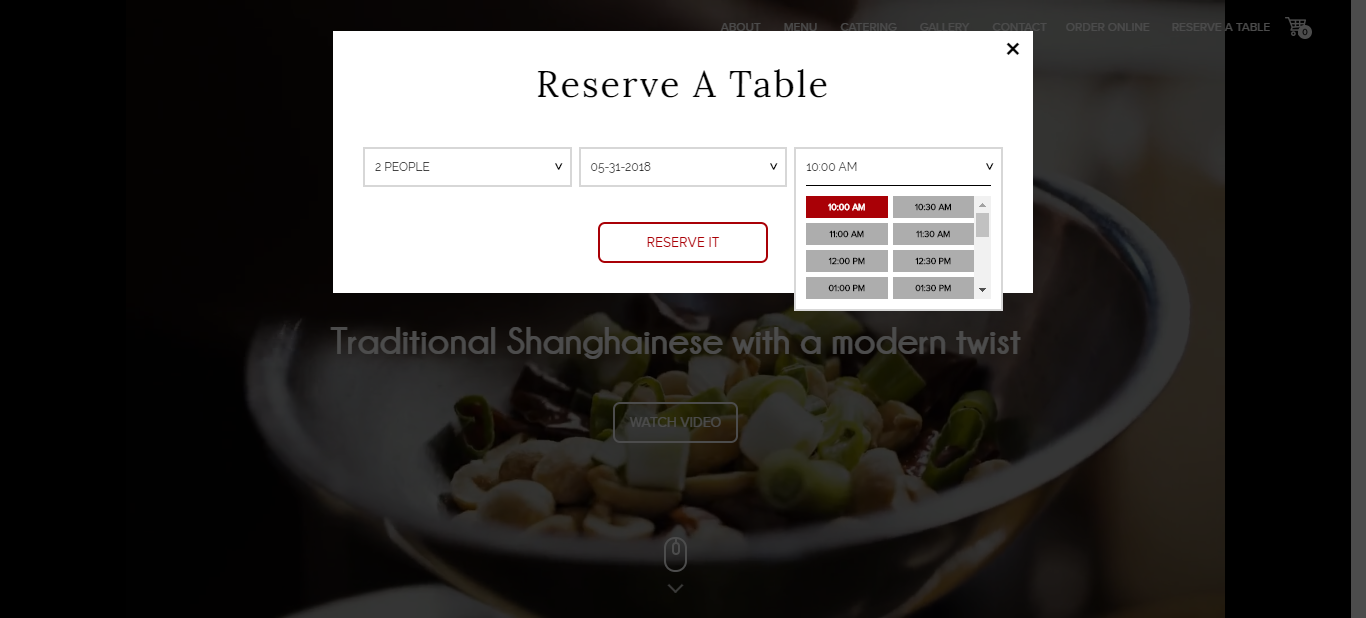 ABOUT MENU CATERING GALLERY CONTACT ORDER ONLINE RESERVE A TABLE 0
Reserve A Table
2 PEOPLE 05-31-2018 10:00 AM
10:00 AM 10:30 AM
11:00 AM 11:30 AM
12:00 PM 12:30 PM
01:00 PM 01:30 PM
RESERVE IT
Traditional Shanghainese with a modern twist
WATCH VIDEO